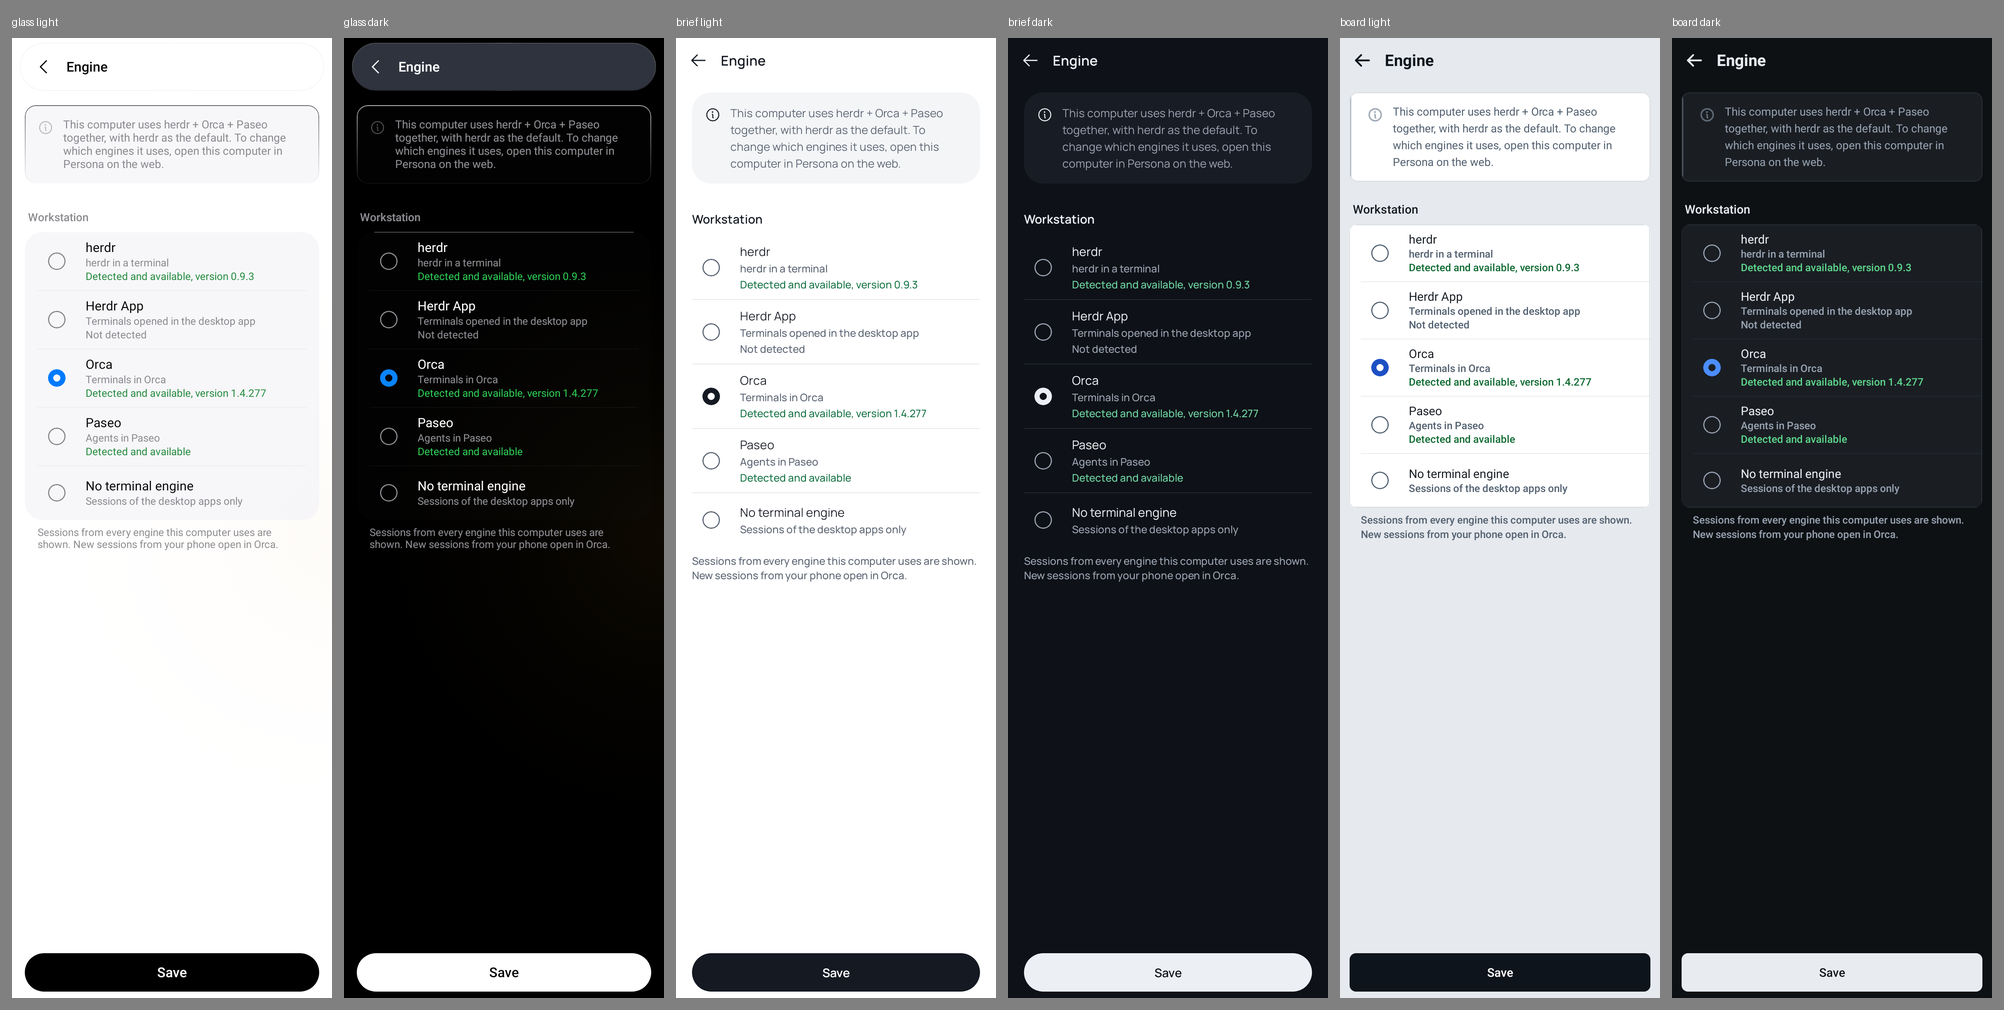 glass light
Engine
This computer uses herdr + Orca + Paseo
together, with herdr as the default. To change
which engines it uses, open this computer in
Persona on the web.
Workstation
herdr
herdr in a terminal
Detected and available, version 0.9.3
Herdr App
Terminals opened in the desktop app
Not detected
Orca
Terminals in Orca
Detected and available, version 1.4.277
Paseo
Agents in Paseo
Detected and available
No terminal engine
Sessions of the desktop apps only
Sessions from every engine this computer uses are
shown. New sessions from your phone open in Orca.
Save
glass dark
Engine
This computer uses herdr + Orca + Paseo
together, with herdr as the default. To change
which engines it uses, open this computer in
Persona on the web.
Workstation
herdr
herdr in a terminal
Detected and available, version 0.9.3
Herdr App
Terminals opened in the desktop app
Not detected
Orca
Terminals in Orca
Detected and available, version 1.4.277
Paseo
Agents in Paseo
Detected and available
No terminal engine
Sessions of the desktop apps only
Sessions from every engine this computer uses are
shown. New sessions from your phone open in Orca.
Save
brief light
Engine
This computer uses herdr + Orca + Paseo
together, with herdr as the default. To
change which engines it uses, open this
computer in Persona on the web.
Workstation
herdr
herdr in a terminal
Detected and available, version 0.9.3
Herdr App
Terminals opened in the desktop app
Not detected
Orca
Terminals in Orca
Detected and available, version 1.4.277
Paseo
Agents in Paseo
Detected and available
No terminal engine
Sessions of the desktop apps only
Sessions from every engine this computer uses are shown.
New sessions from your phone open in Orca.
Save
brief dark
Engine
This computer uses herdr + Orca + Paseo
together, with herdr as the default. To
change which engines it uses, open this
computer in Persona on the web.
Workstation
herdr
herdr in a terminal
Detected and available, version 0.9.3
Herdr App
Terminals opened in the desktop app
Not detected
Orca
Terminals in Orca
Detected and available, version 1.4.277
Paseo
Agents in Paseo
Detected and available
No terminal engine
Sessions of the desktop apps only
Sessions from every engine this computer uses are shown.
New sessions from your phone open in Orca.
Save
board light
Engine
This computer uses herdr + Orca + Paseo
together, with herdr as the default. To change
which engines it uses, open this computer in
Persona on the web.
Workstation
herdr
herdr in a terminal
Detected and available, version 0.9.3
Herdr App
Terminals opened in the desktop app
Not detected
Orca
Terminals in Orca
Detected and available, version 1.4.277
Paseo
Agents in Paseo
Detected and available
No terminal engine
Sessions of the desktop apps only
Sessions from every engine this computer uses are shown.
New sessions from your phone open in Orca.
Save
board dark
Engine
This computer uses herdr + Orca + Paseo
together, with herdr as the default. To change
which engines it uses, open this computer in
Persona on the web.
Workstation
herdr
herdr in a terminal
Detected and available, version 0.9.3
Herdr App
Terminals opened in the desktop app
Not detected
Orca
Terminals in Orca
Detected and available, version 1.4.277
Paseo
Agents in Paseo
Detected and available
No terminal engine
Sessions of the desktop apps only
Sessions from every engine this computer uses are shown.
New sessions from your phone open in Orca.
Save